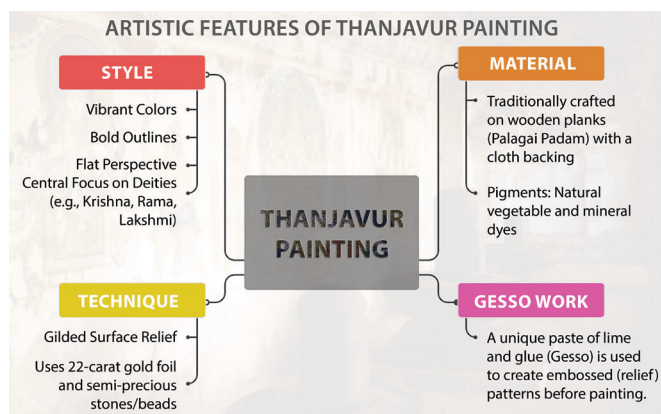 ARTISTIC FEATURES OF THANJAVUR PAINTING
STYLE
Vibrant Colors
Bold Outlines
Flat Perspective
Central Focus on Deities
(e.g., Krishna, Rama,
Lakshmi)
MATERIAL
Traditionally crafted
on wooden planks
(Palagai Padam) with a
cloth backing
Pigments: Natural
vegetable and mineral
dyes
THANJAVUR
PAINTING
TECHNIQUE
Gilded Surface Relief
Uses 22-carat gold foil
and semi-precious
stones/beads
GESSO WORK
A unique paste of lime
and glue (Gesso) is used
to create embossed (relief)
patterns before painting.